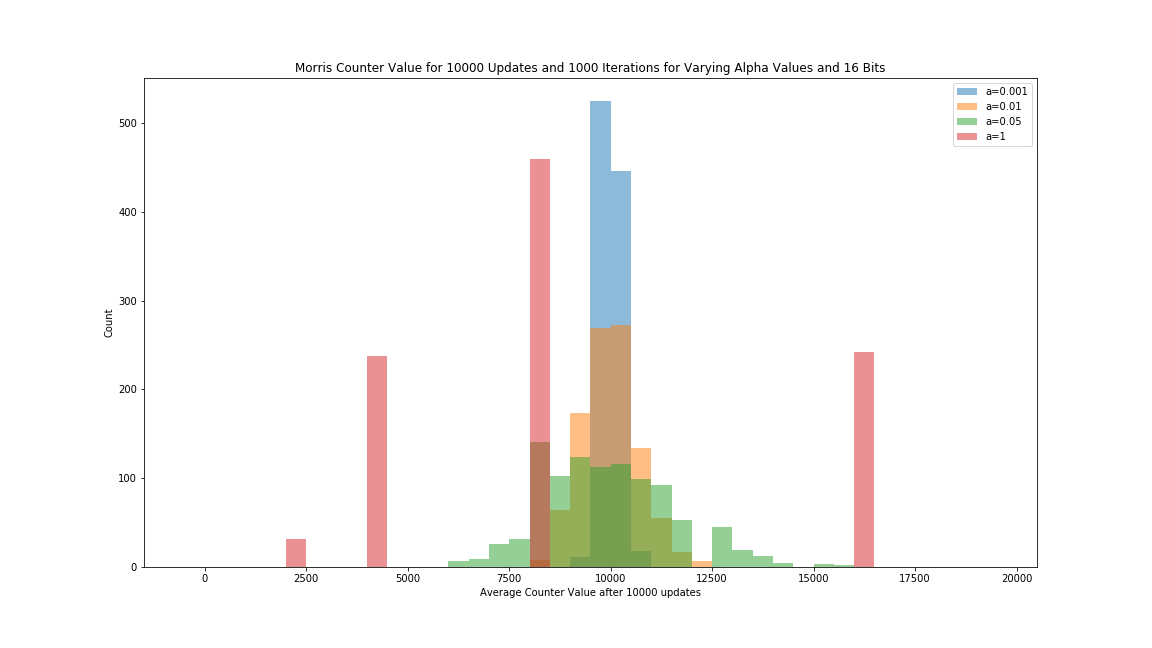 Morris Counter Value for 10000 Updates and 1000 Iterations for Varying Alpha Values and 16 Bits
a=0.001
a=0.01
a=0.05
a=1
500
400
300
200
100
0
Count
0 2500 5000 7500 10000 12500 15000 17500 20000
Average Counter Value after 10000 updates